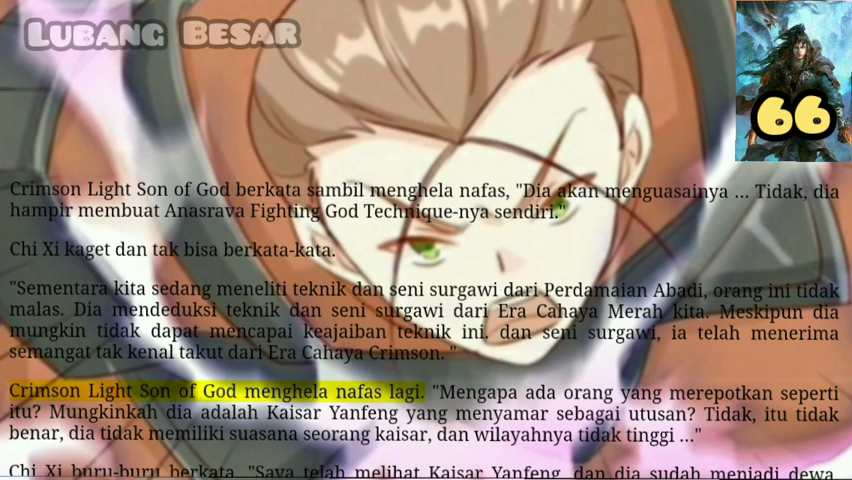 Lubang Besar
66
Crimson Light Son of God berkata sambil menghela nafas, "Dia akan menguasainya ... Tidak, dia
hampir membuat Anasrava Fighting God Technique-nya sendiri."
Chi Xi kaget dan tak bisa berkata-kata.
"Sementara kita sedang meneliti teknik dan seni surgawi dari Perdamaian Abadi, orang ini tidak
malas. Dia mendeduksi teknik dan seni surgawi dari Era Cahaya Merah kita. Meskipun dia
mungkin tidak dapat mencapai keajaiban teknik ini. dan seni surgawi, ia telah menerima
semangat tak kenal takut dari Era Cahaya Crimson. "
Crimson Light Son of God menghela nafas lagi. "Mengapa ada orang yang merepotkan seperti
itu? Mungkinkah dia adalah Kaisar Yanfeng yang menyamar sebagai utusan? Tidak, itu tidak
benar, dia tidak memiliki suasana seorang kaisar, dan wilayahnya tidak tinggi ..."
Chi Xi buru-buru berkata, "Saya telah melihat Kaisar Yanfeng, dan dia sudah menjadi dewa,